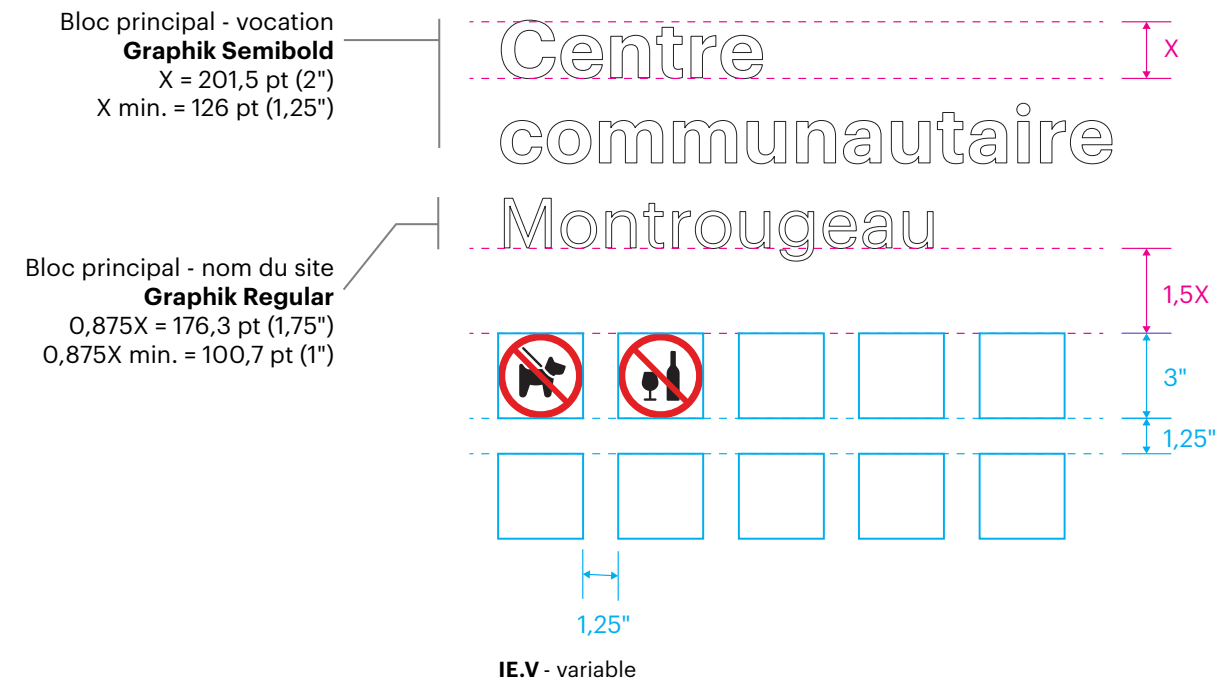 Bloc principal - vocation
Graphik Semibold
X = 201,5 pt (2")
X min. = 126 pt (1,25")
Centre
communautaire
Montrougeau
X
Bloc principal - nom du site
Graphik Regular
0,875X = 176,3 pt (1,75")
0,875X min. = 100,7 pt (1")
1,5X
3"
1,25"
1,25"
IE.V - variable